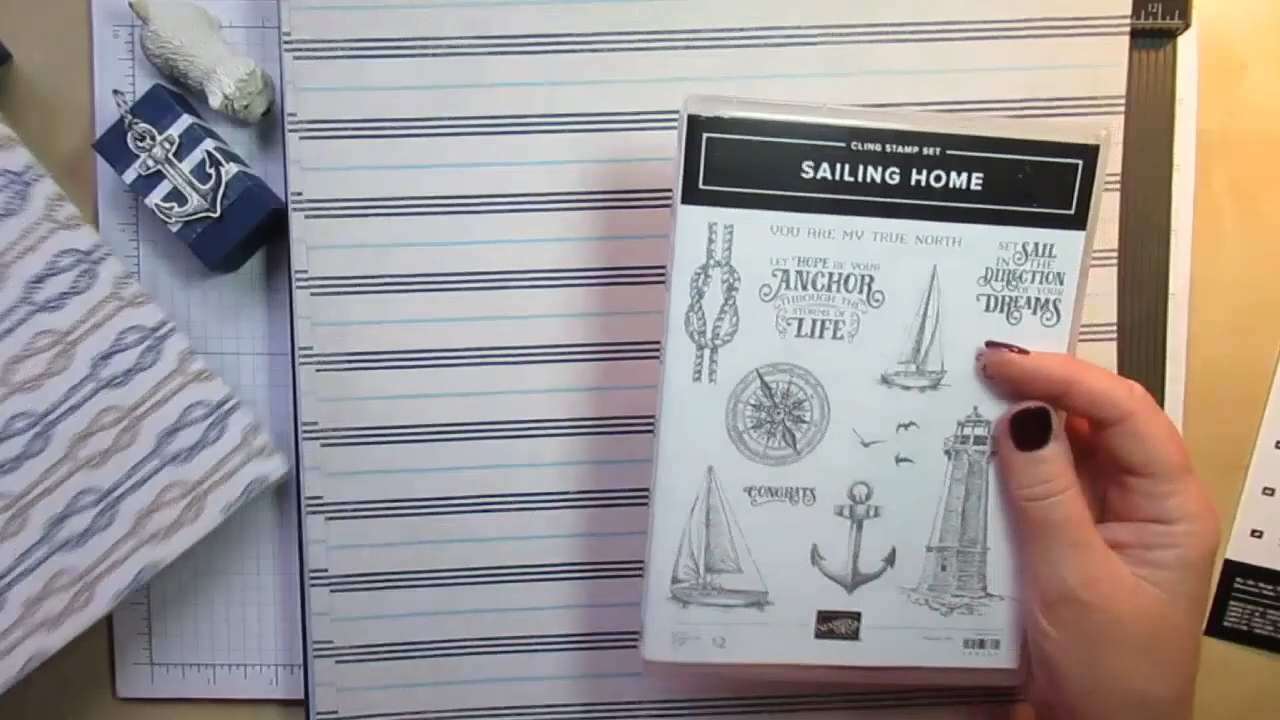 CLING STAMP SET
SAILING HOME
YOU ARE MY TRUE NORTH
LET HOPE BE YOUR
ANCHOR
THROUGH THE
STORMS OF
LIFE
SET SAIL
IN THE
DIRECTION
OF YOUR
DREAMS
CONGRATS
12